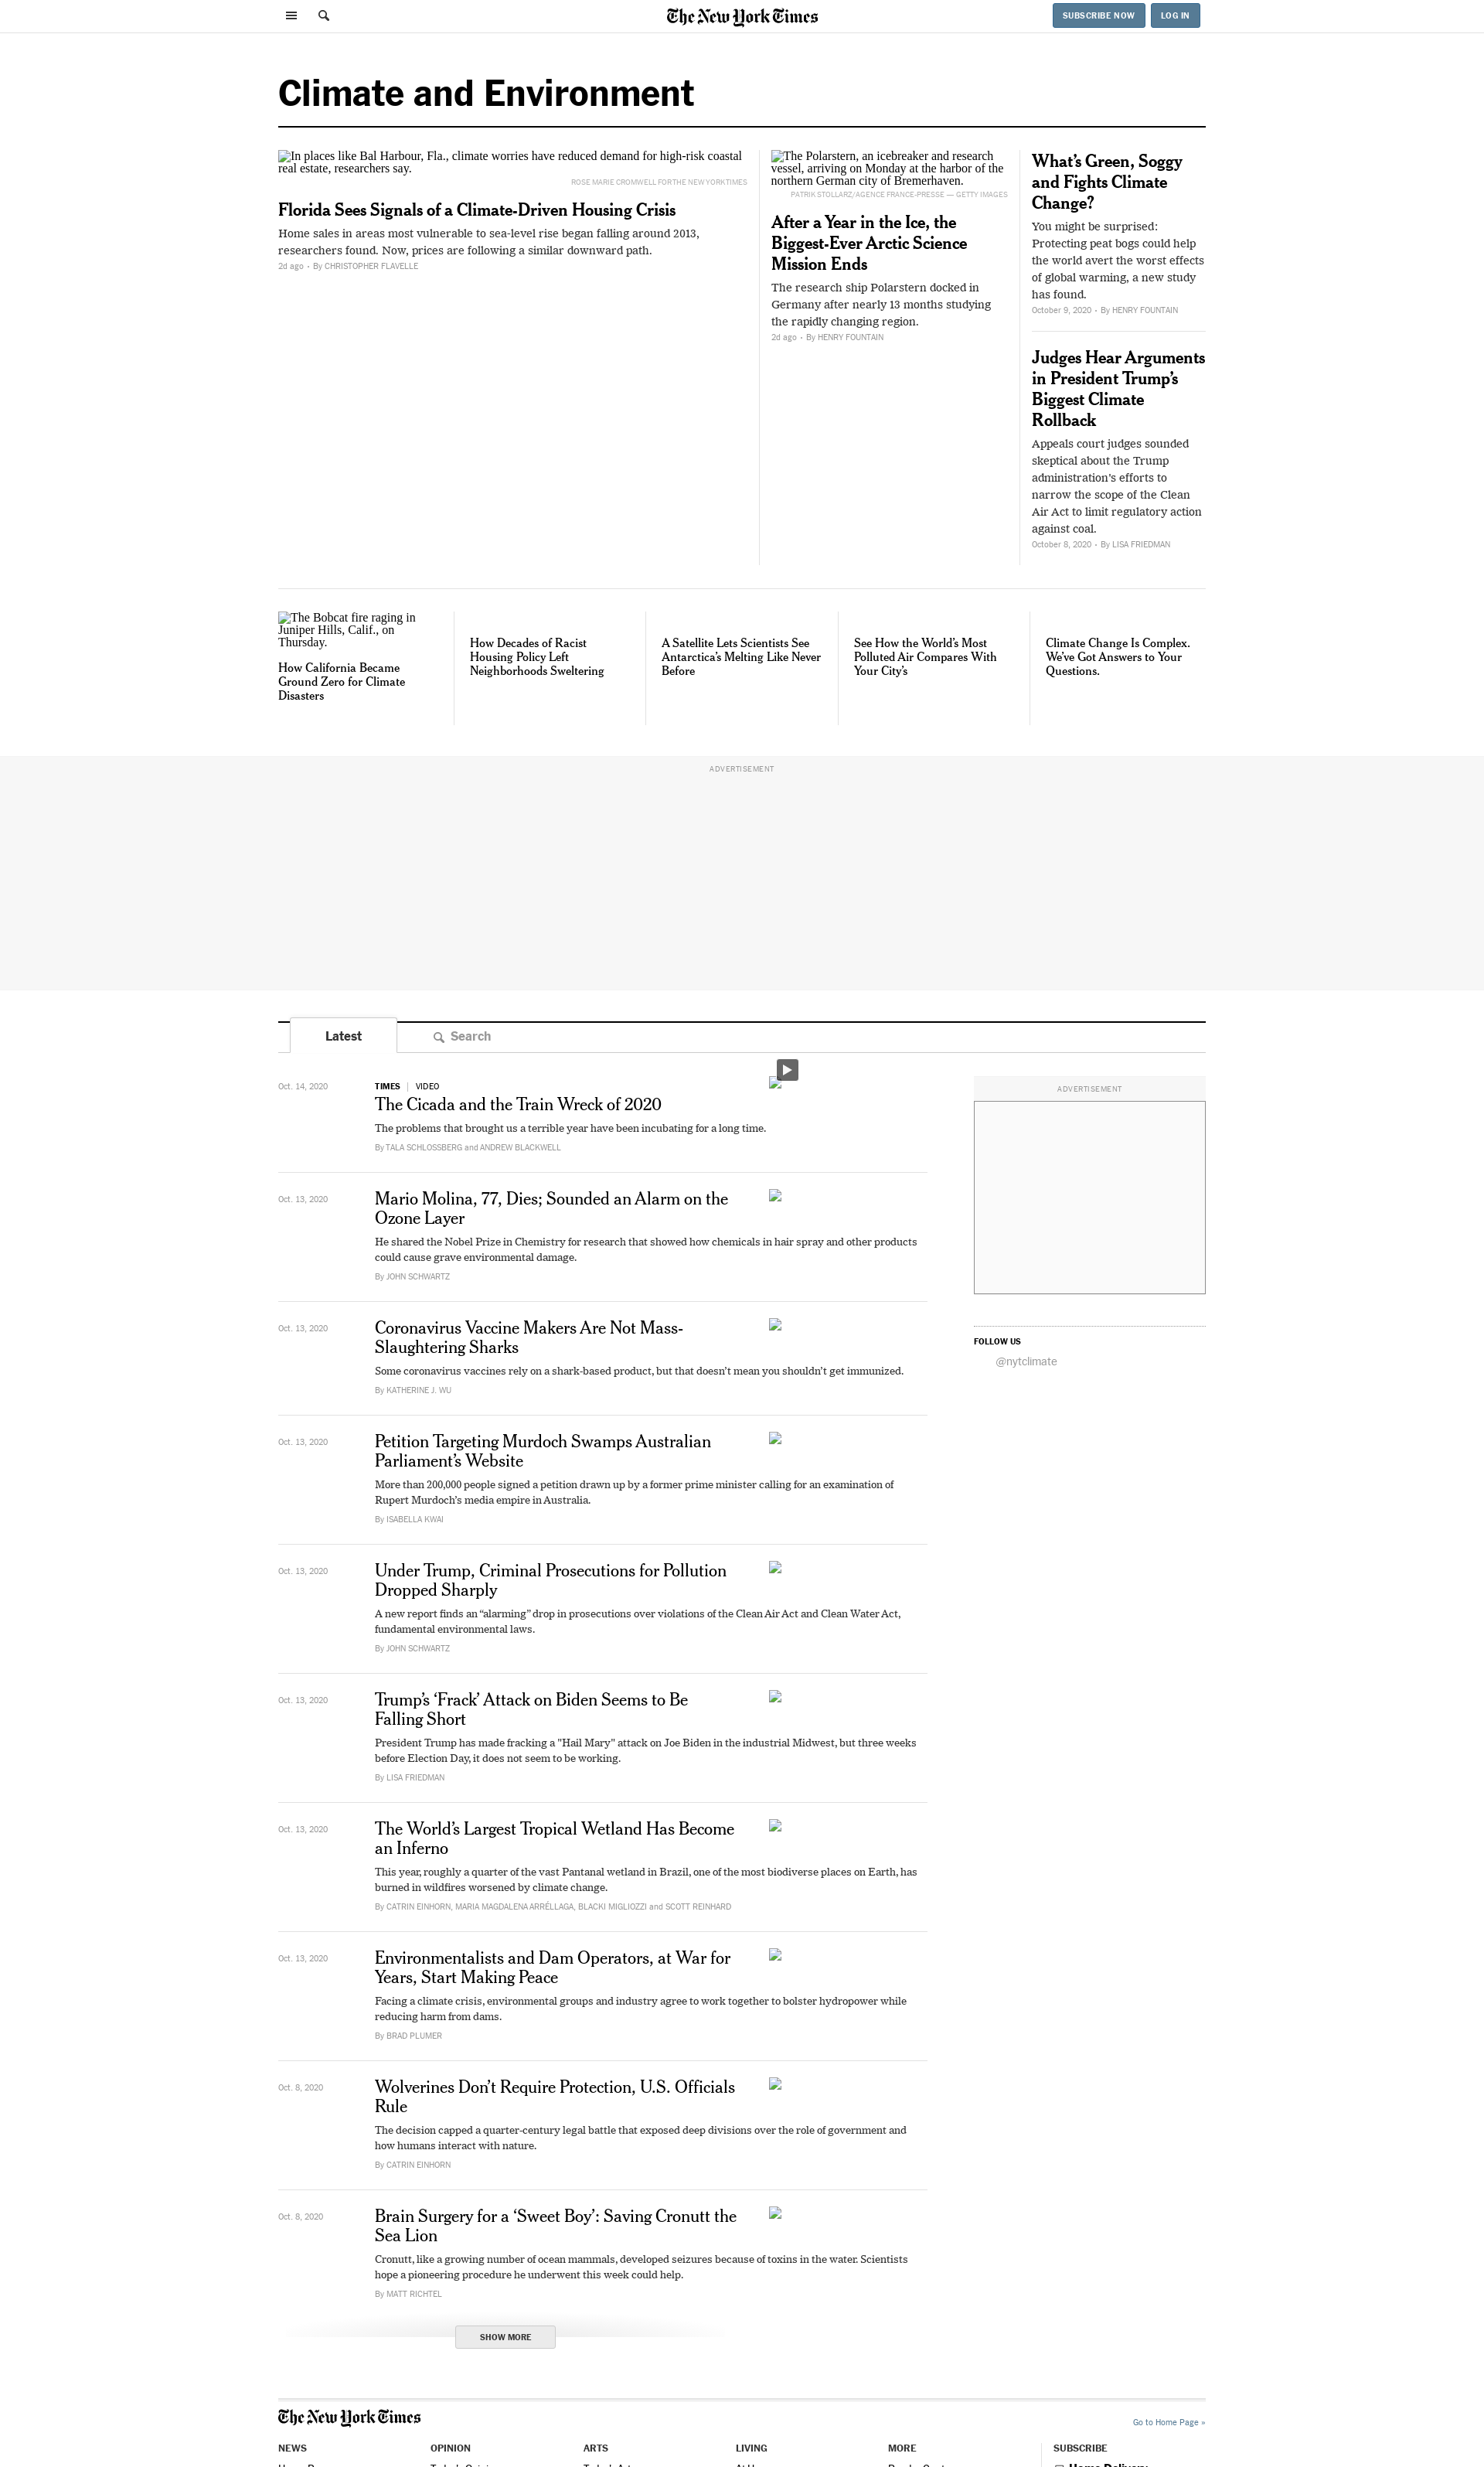 The New York Times
SUBSCRIBE NOW
LOG IN
Climate and Environment
In places like Bal Harbour, Fla., climate worries have reduced demand for high-risk coastal
real estate, researchers say.
ROSE MARIE CROMWELL FOR THE NEW YORK TIMES
Florida Sees Signals of a Climate-Driven Housing Crisis
Home sales in areas most vulnerable to sea-level rise began falling around 2013,
researchers found. Now, prices are following a similar downward path.
2d ago • By CHRISTOPHER FLAVELLE
The Polarstern, an icebreaker and research
vessel, arriving on Monday at the harbor of the
northern German city of Bremerhaven.
PATRIK STOLLARZ/AGENCE FRANCE-PRESSE — GETTY IMAGES
After a Year in the Ice, the
Biggest-Ever Arctic Science
Mission Ends
The research ship Polarstern docked in
Germany after nearly 13 months studying
the rapidly changing region.
2d ago • By HENRY FOUNTAIN
What’s Green, Soggy
and Fights Climate
Change?
You might be surprised:
Protecting peat bogs could help
the world avert the worst effects
of global warming, a new study
has found.
October 9, 2020 • By HENRY FOUNTAIN
Judges Hear Arguments
in President Trump’s
Biggest Climate
Rollback
Appeals court judges sounded
skeptical about the Trump
administration’s efforts to
narrow the scope of the Clean
Air Act to limit regulatory action
against coal.
October 8, 2020 • By LISA FRIEDMAN
The Bobcat fire raging in
Juniper Hills, Calif., on
Thursday.
How California Became
Ground Zero for Climate
Disasters
How Decades of Racist
Housing Policy Left
Neighborhoods Sweltering
A Satellite Lets Scientists See
Antarctica’s Melting Like Never
Before
See How the World’s Most
Polluted Air Compares With
Your City’s
Climate Change Is Complex.
We’ve Got Answers to Your
Questions.
ADVERTISEMENT
Latest
Search
Oct. 14, 2020
TIMES | VIDEO
The Cicada and the Train Wreck of 2020
The problems that brought us a terrible year have been incubating for a long time.
By TALA SCHLOSSBERG and ANDREW BLACKWELL
Oct. 13, 2020
Mario Molina, 77, Dies; Sounded an Alarm on the
Ozone Layer
He shared the Nobel Prize in Chemistry for research that showed how chemicals in hair spray and other products
could cause grave environmental damage.
By JOHN SCHWARTZ
Oct. 13, 2020
Coronavirus Vaccine Makers Are Not Mass-
Slaughtering Sharks
Some coronavirus vaccines rely on a shark-based product, but that doesn’t mean you shouldn’t get immunized.
By KATHERINE J. WU
Oct. 13, 2020
Petition Targeting Murdoch Swamps Australian
Parliament’s Website
More than 200,000 people signed a petition drawn up by a former prime minister calling for an examination of
Rupert Murdoch’s media empire in Australia.
By ISABELLA KWAI
Oct. 13, 2020
Under Trump, Criminal Prosecutions for Pollution
Dropped Sharply
A new report finds an “alarming” drop in prosecutions over violations of the Clean Air Act and Clean Water Act,
fundamental environmental laws.
By JOHN SCHWARTZ
Oct. 13, 2020
Trump’s ‘Frack’ Attack on Biden Seems to Be
Falling Short
President Trump has made fracking a "Hail Mary" attack on Joe Biden in the industrial Midwest, but three weeks
before Election Day, it does not seem to be working.
By LISA FRIEDMAN
Oct. 13, 2020
The World’s Largest Tropical Wetland Has Become
an Inferno
This year, roughly a quarter of the vast Pantanal wetland in Brazil, one of the most biodiverse places on Earth, has
burned in wildfires worsened by climate change.
By CATRIN EINHORN, MARIA MAGDALENA ARRÉLLAGA, BLACKI MIGLIOZZI and SCOTT REINHARD
Oct. 13, 2020
Environmentalists and Dam Operators, at War for
Years, Start Making Peace
Facing a climate crisis, environmental groups and industry agree to work together to bolster hydropower while
reducing harm from dams.
By BRAD PLUMER
Oct. 8, 2020
Wolverines Don’t Require Protection, U.S. Officials
Rule
The decision capped a quarter-century legal battle that exposed deep divisions over the role of government and
how humans interact with nature.
By CATRIN EINHORN
Oct. 8, 2020
Brain Surgery for a ‘Sweet Boy’: Saving Cronutt the
Sea Lion
Cronutt, like a growing number of ocean mammals, developed seizures because of toxins in the water. Scientists
hope a pioneering procedure he underwent this week could help.
By MATT RICHTEL
SHOW MORE
ADVERTISEMENT
FOLLOW US
@nytclimate
The New York Times
Go to Home Page »
NEWS
OPINION
ARTS
LIVING
MORE
SUBSCRIBE
Home Delivery